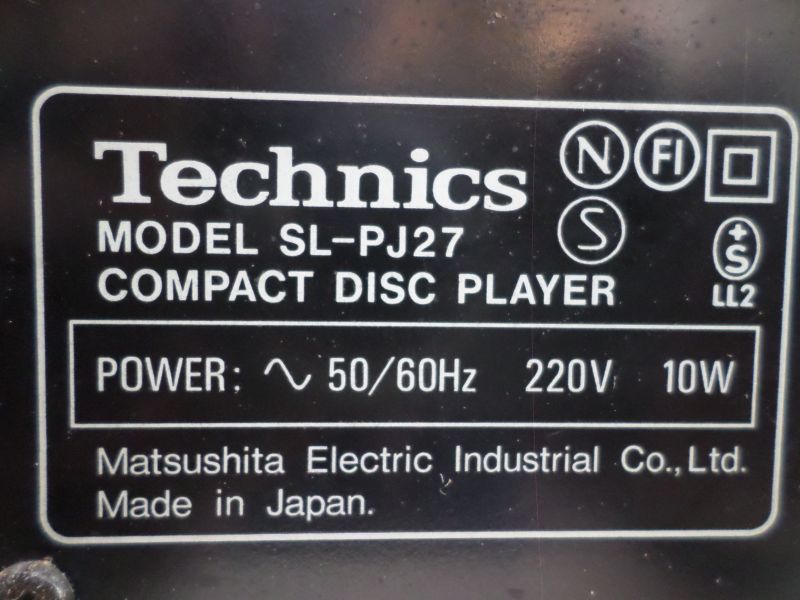 Technics
N FI
S
MODEL SL-PJ27
+S
COMPACT DISC PLAYER
LL2
POWER: ∿ 50/60Hz 220V 10W
Matsushita Electric Industrial Co., Ltd.
Made in Japan.